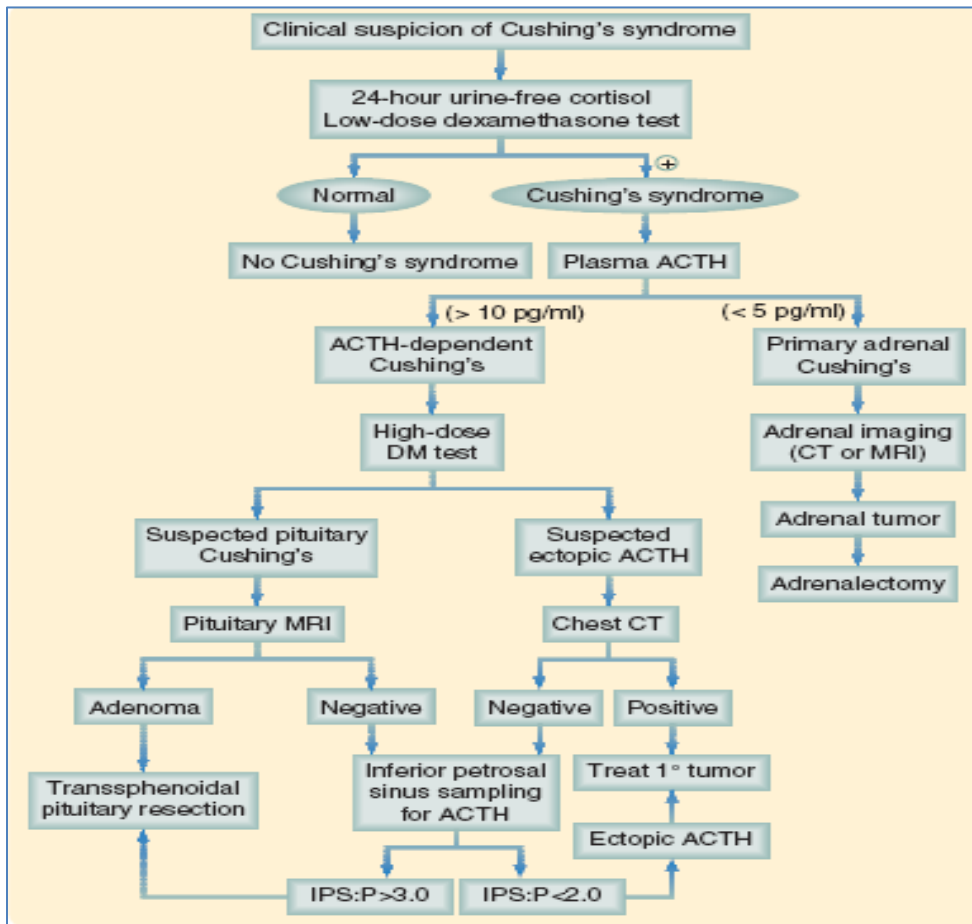 Clinical suspicion of Cushing's syndrome
24-hour urine-free cortisol
Low-dose dexamethasone test
+
Normal
Cushing's syndrome
No Cushing's syndrome
Plasma ACTH
(> 10 pg/ml)
(< 5 pg/ml)
ACTH-dependent
Cushing's
Primary adrenal
Cushing's
High-dose
DM test
Adrenal imaging
(CT or MRI)
Suspected pituitary
Cushing's
Suspected
ectopic ACTH
Adrenal tumor
Adrenalectomy
Pituitary MRI
Chest CT
Adenoma
Negative
Negative
Positive
Transsphenoidal
pituitary resection
Inferior petrosal
sinus sampling
for ACTH
Treat 1° tumor
Ectopic ACTH
IPS:P>3.0
IPS:P<2.0